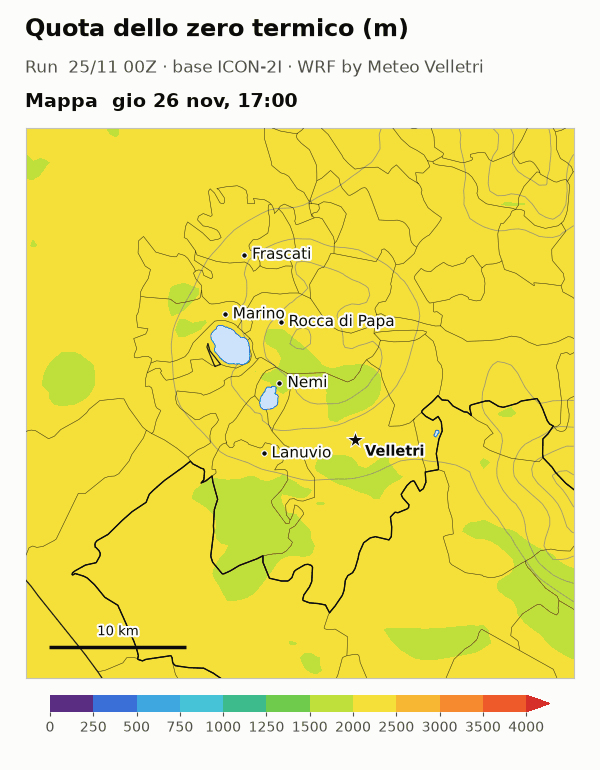 Quota dello zero termico (m)
Run  25/11 00Z · base ICON-2I · WRF by Meteo Velletri
Mappa  gio 26 nov, 17:00
Frascati
Marino
Rocca di Papa
Nemi
Velletri
Lanuvio
10 km
0 250 500 750 1000 1250 1500 2000 2500 3000 3500 4000